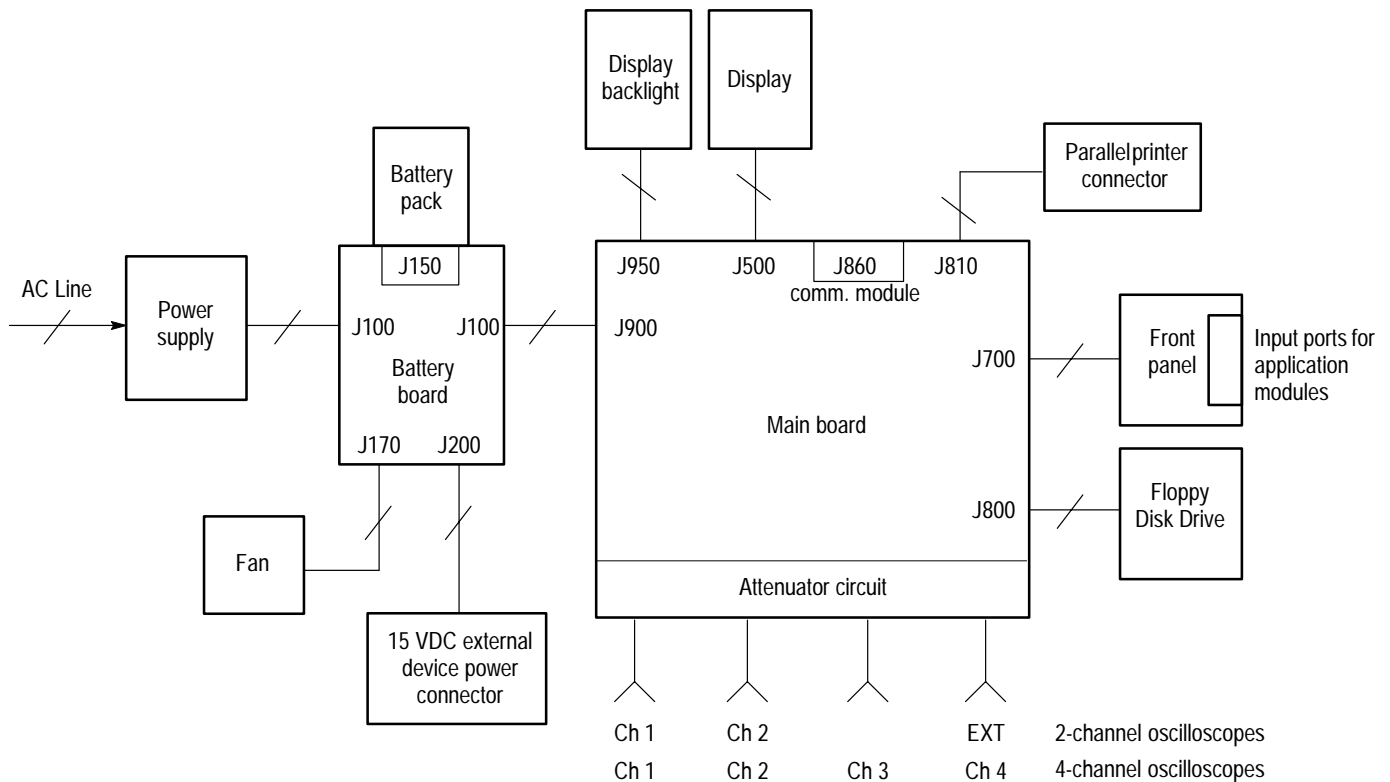 Display
backlight
Display
Battery
pack
Parallel printer
connector
AC Line
Power
supply
J150
J100
J100
Battery
board
J170
J200
J950
J500
J860
J810
comm. module
J900
J700
Main board
J800
Front
panel
Input ports for
application
modules
Floppy
Disk Drive
Fan
15 VDC external
device power
connector
Attenuator circuit
Ch 1 Ch 2 EXT 2-channel oscilloscopes
Ch 1 Ch 2 Ch 3 Ch 4 4-channel oscilloscopes